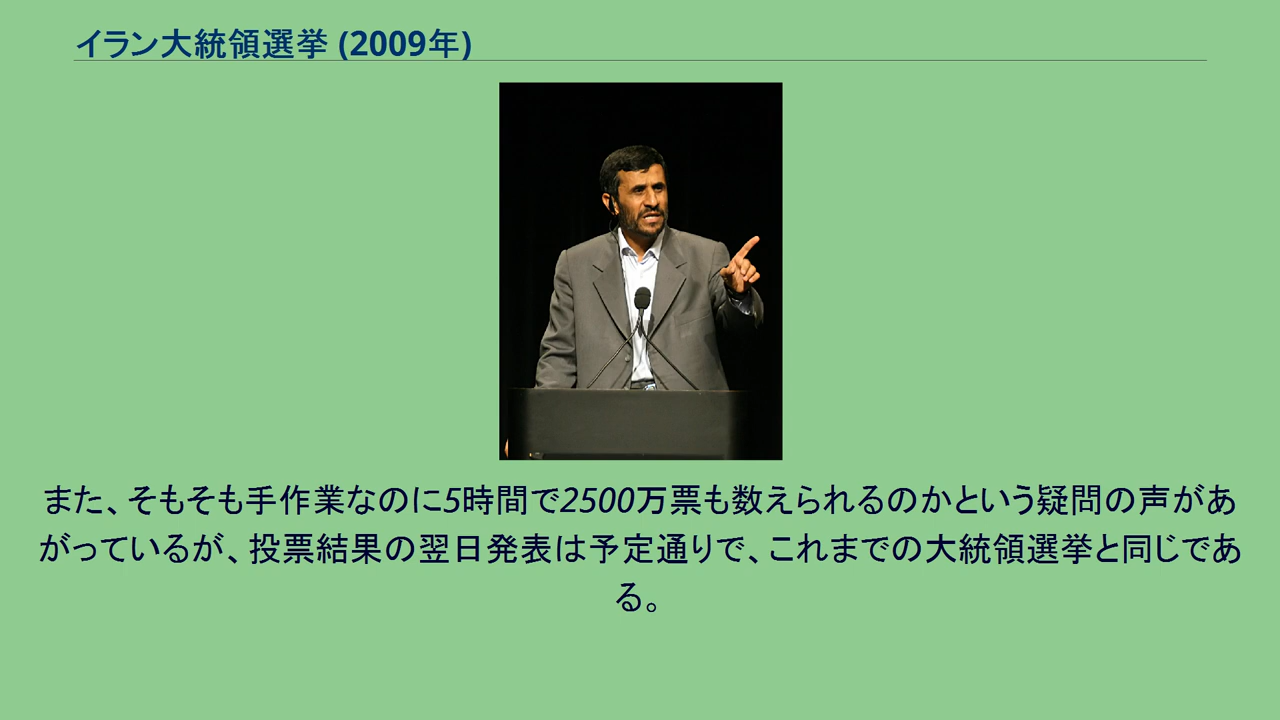 イラン大統領選挙 (2009年)
また、そもそも手作業なのに5時間で2500万票も数えられるのかという疑問の声があ
がっているが、投票結果の翌日発表は予定通りで、これまでの大統領選挙と同じであ
る。